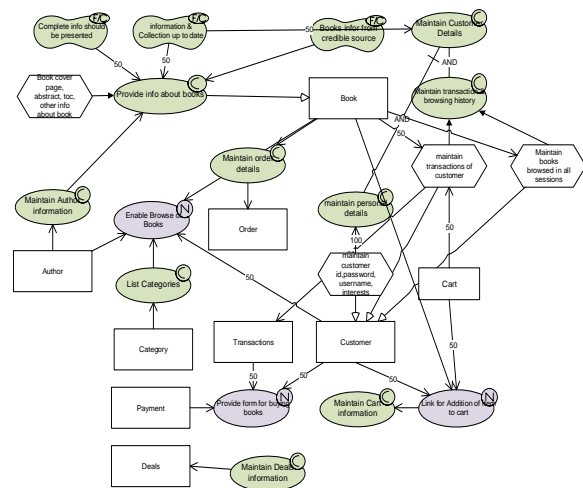 Complete info should
be presented
F/C
information &
Collection up to date
F/C
Books infor from
credible source
F/C
Maintain Customer
Details
C
50
50
50
50
AND
Book cover
page,
abstract, toc,
other info
about book
Provide info about books
C
Book
Maintain transaction &
browsing history
C
AND
50
Maintain order
details
C
maintain
transactions of
customer
Maintain
books
browsed in all
sessions
Maintain Author
information
C
Enable Browse of
Books
N
Order
maintain personal
details
C
100
50
Author
List Categories
C
50
maintain
customer
id,password,
username,
interests
Cart
Category
Transactions
Customer
50
50
50
50
Payment
Provide form for buying
books
N
Maintain Cart
information
C
Link for Addition of item
to cart
N
Deals
Maintain Deals
information
C